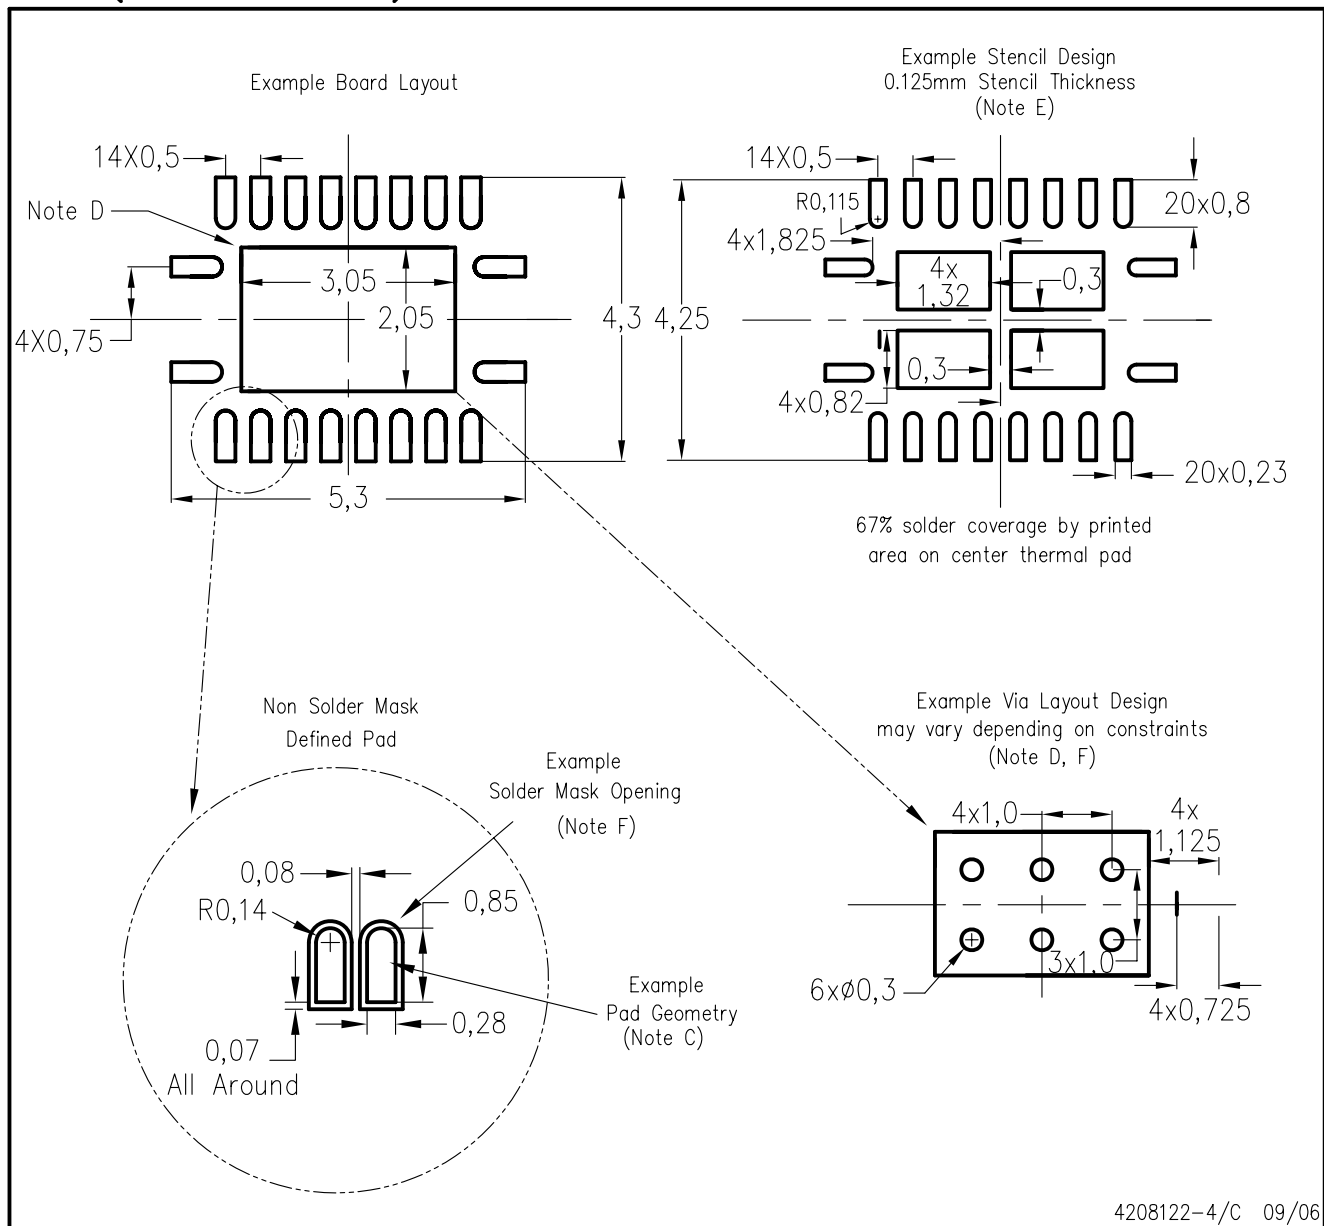 Example Board Layout
Example Stencil Design
0.125mm Stencil Thickness
(Note E)
14X0,5
Note D
3,05
2,05
4X0,75
4,3
5,3
14X0,5
R0,115
4x1,825
4x
1,32
0,3
20x0,8
4,25
0,3
4x0,82
20x0,23
67% solder coverage by printed
area on center thermal pad
Non Solder Mask
Defined Pad
Example
Solder Mask Opening
(Note F)
0,08
R0,14
0,85
Example
Pad Geometry
(Note C)
0,28
0,07
All Around
Example Via Layout Design
may vary depending on constraints
(Note D, F)
4x1,0
4x
1,125
3x1,0
6xø0,3
4x0,725
4208122-4/C 09/06